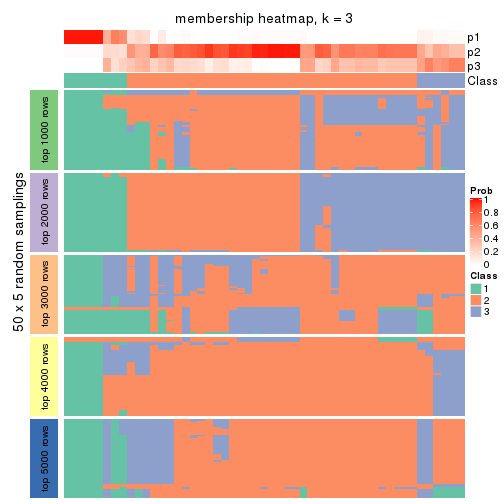 membership heatmap, k = 3
p1
p2
p3
Class
50 x 5 random samplings
top 1000 rows
top 2000 rows
top 3000 rows
top 4000 rows
top 5000 rows
Prob
1
0.8
0.6
0.4
0.2
0
Class
1
2
3